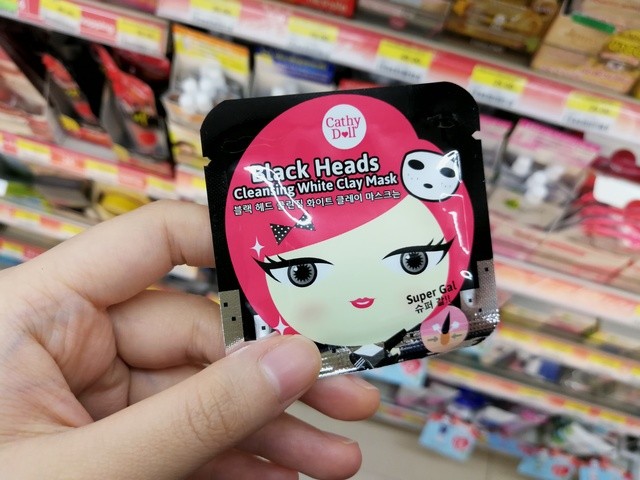 Cathy
Doll
Black Heads
Cleansing White Clay Mask
블랙 헤드 클린징 화이트 클레이 마스크는
Super Gal
슈퍼 걸